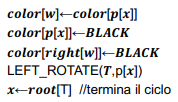 color[w]←color[p[x]]
color[p[x]]←BLACK
color[right[w]]←BLACK
LEFT_ROTATE(T,p[x])
x←root[T] //termina il ciclo